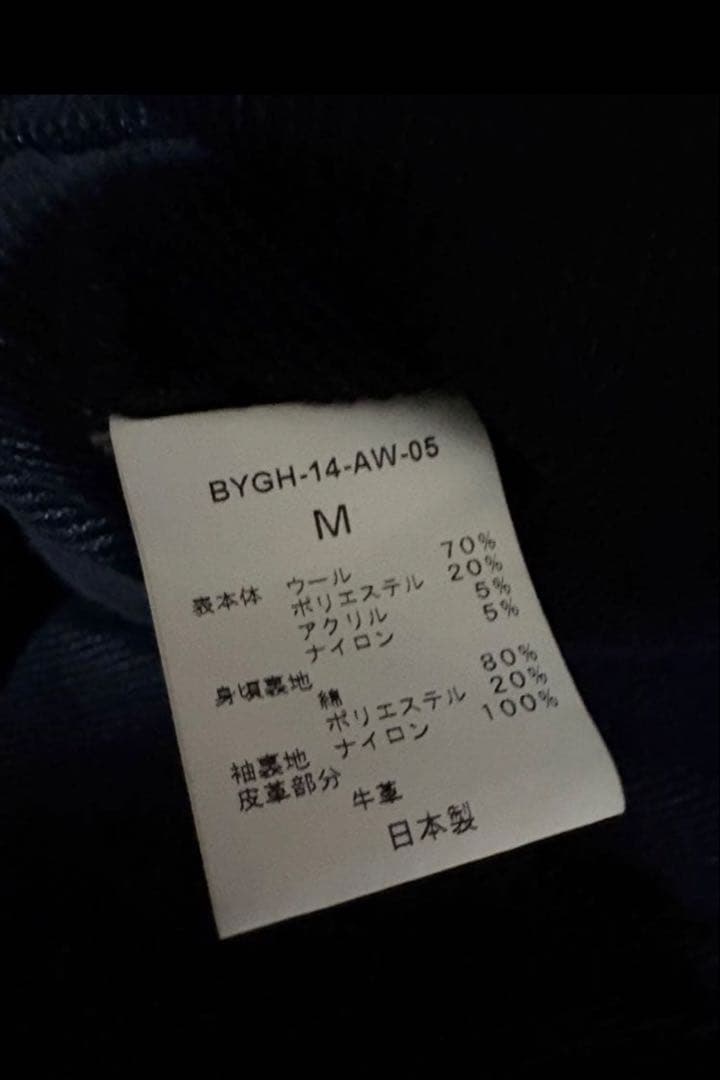 BYGH-14-AW-05
M
表本体 ウール 70%
ポリエステル 20%
アクリル 5%
ナイロン 5%
身頃裏地
綿 80%
ポリエステル 20%
袖裏地 ナイロン 100%
皮革部分
牛革
日本製